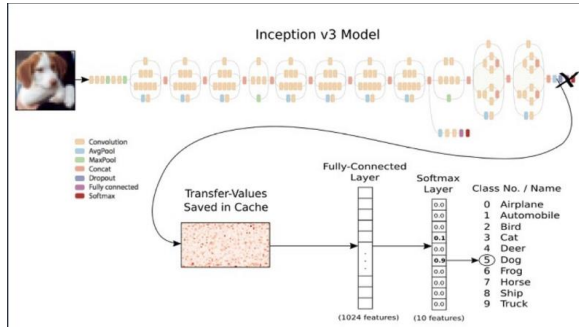 Inception v3 Model
Convolution
AvgPool
MaxPool
Concat
Dropout
Fully connected
Softmax
Transfer-Values
Saved in Cache
Fully-Connected
Layer
(1024 features)
Softmax
Layer
0.0
0.0
0.0
0.1
0.0
0.9
0.0
0.0
0.0
0.0
(10 features)
Class No. / Name
0 Airplane
1 Automobile
2 Bird
3 Cat
4 Deer
5 Dog
6 Frog
7 Horse
8 Ship
9 Truck